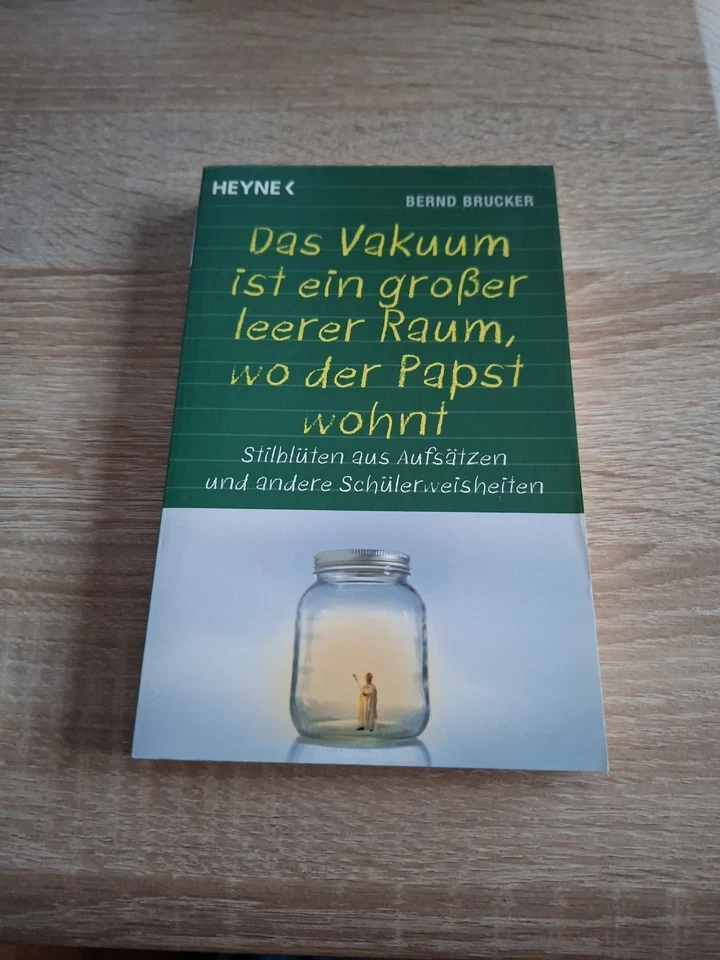 HEYNE
BERND BRUCKER
Das Vakuum
ist ein großer
leerer Raum,
wo der Papst
wohnt
Stilblüten aus Aufsätzen
und andere Schülerweisheiten